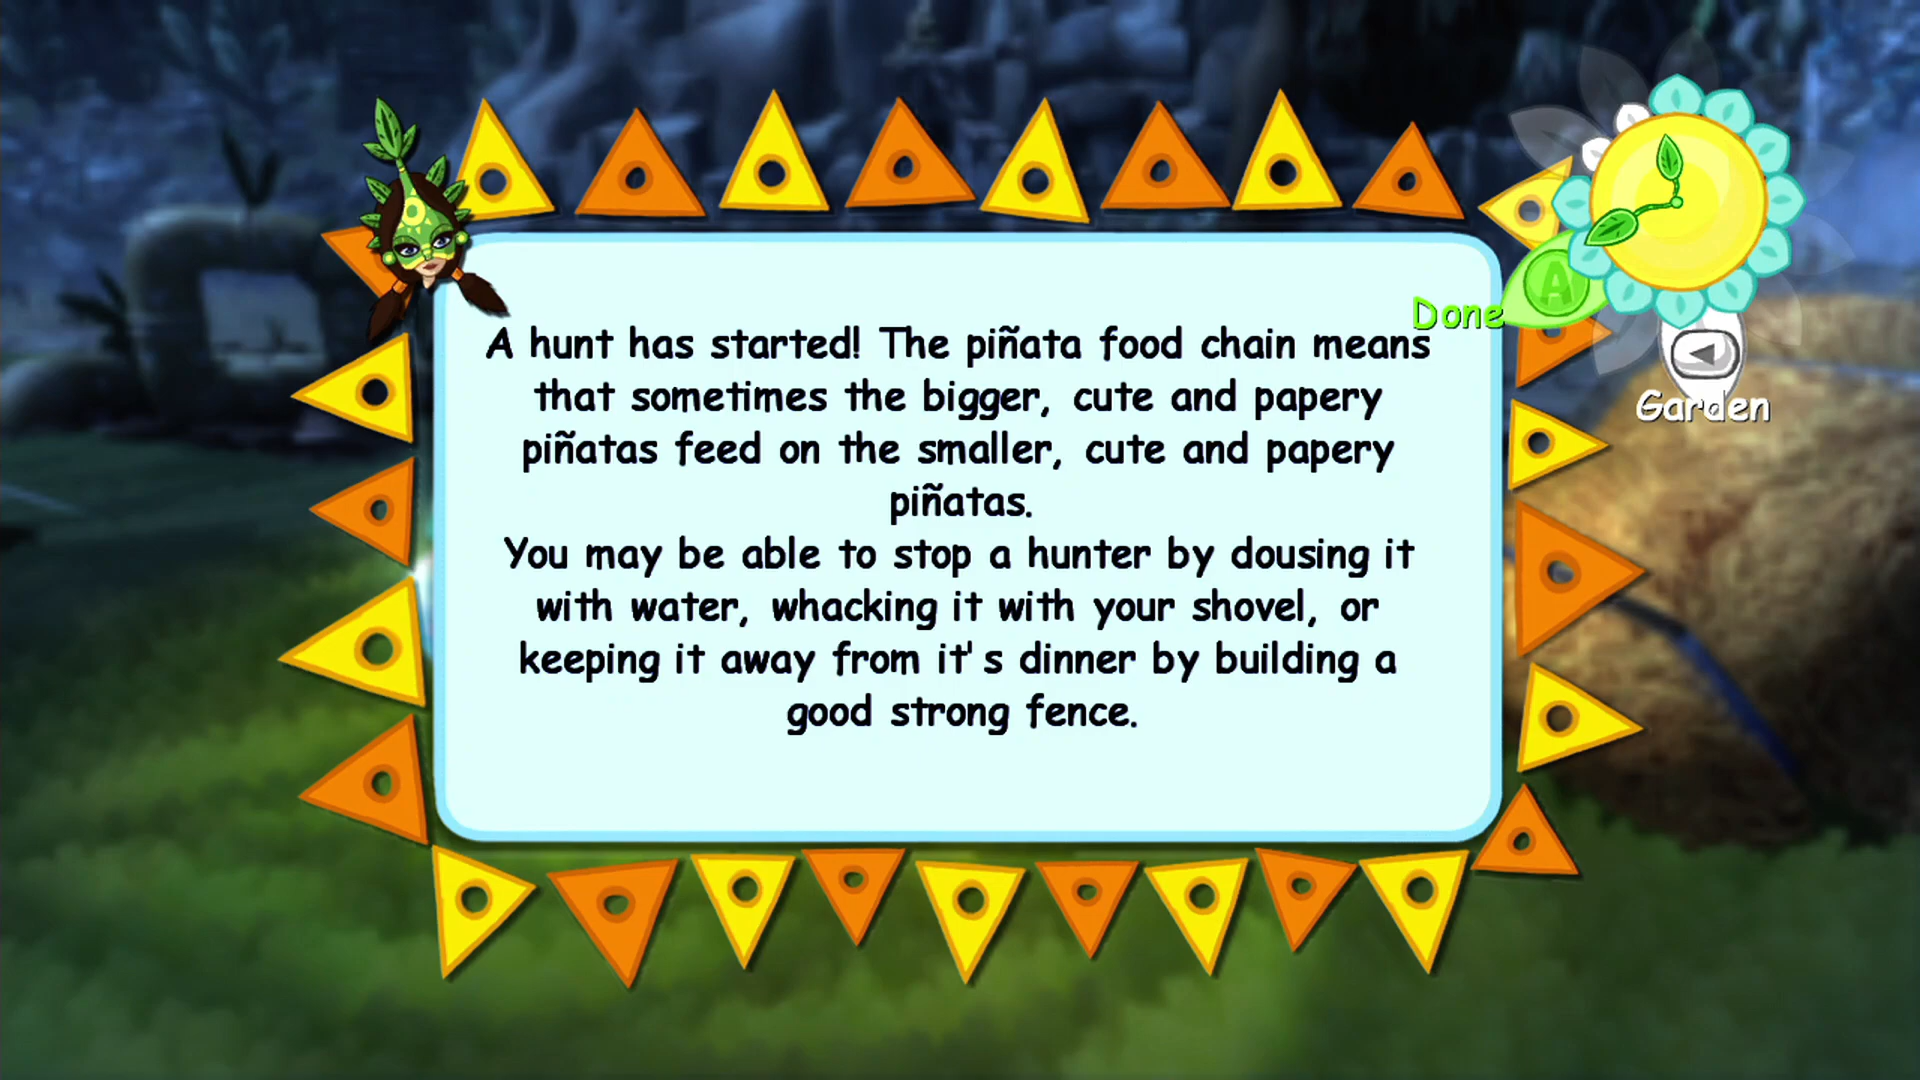 A hunt has started! The piñata food chain means
that sometimes the bigger, cute and papery
piñatas feed on the smaller, cute and papery
piñatas.
You may be able to stop a hunter by dousing it
with water, whacking it with your shovel, or
keeping it away from it's dinner by building a
good strong fence.
Done
A
Garden